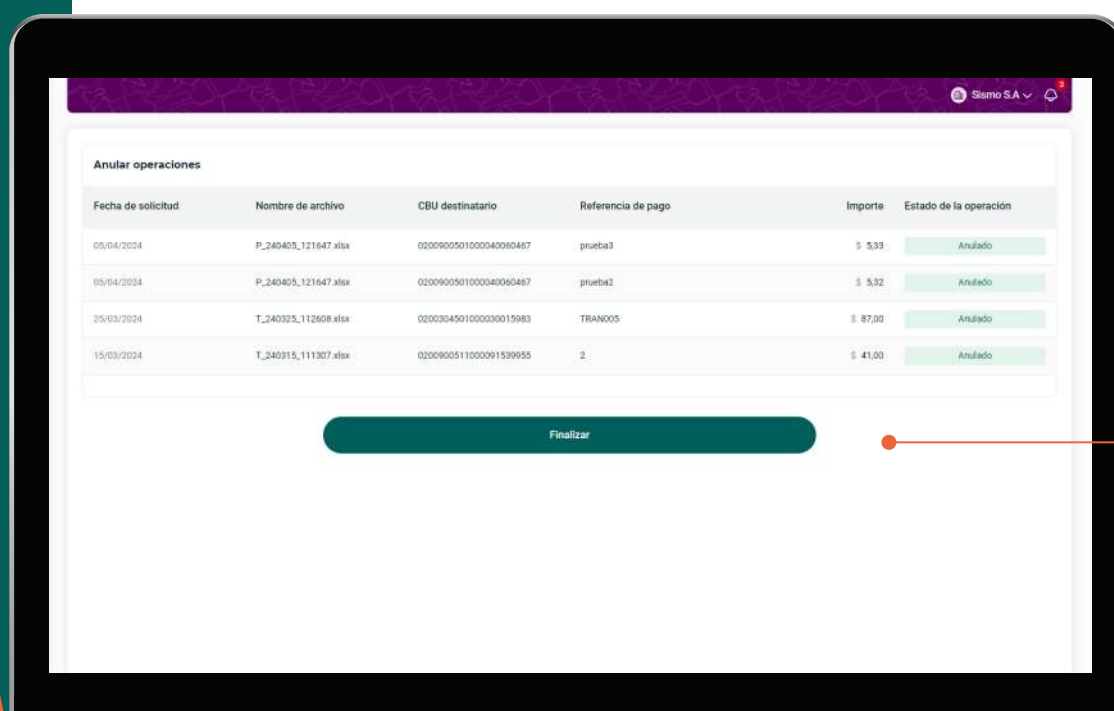 Sismo S.A
3
Anular operaciones
Fecha de solicitud Nombre de archivo CBU destinatario Referencia de pago Importe Estado de la operación
05/04/2024 P_240405_121647.xlsx 0200900501000040060467 prueba3 $ 5,33 Anulado
05/04/2024 P_240405_121647.xlsx 0200900501000040060467 prueba2 $ 5,32 Anulado
25/03/2024 T_240325_112608.xlsx 0200304501000030015983 TRAN005 $ 87,00 Anulado
15/03/2024 T_240315_111307.xlsx 0200900511000091539955 2 $ 41,00 Anulado
Finalizar